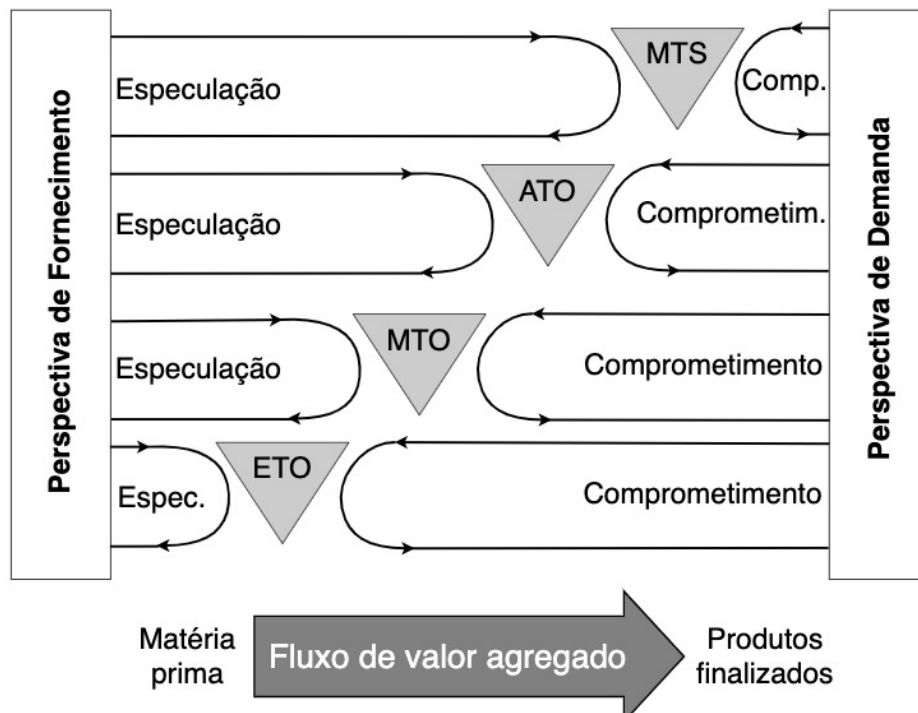 Perspectiva de Fornecimento
MTS
Especulação
Comp.
ATO
Especulação
Comprometim.
MTO
Especulação
Comprometimento
ETO
Espec.
Comprometimento
Perspectiva de Demanda
Matéria
prima
Fluxo de valor agregado
Produtos
finalizados